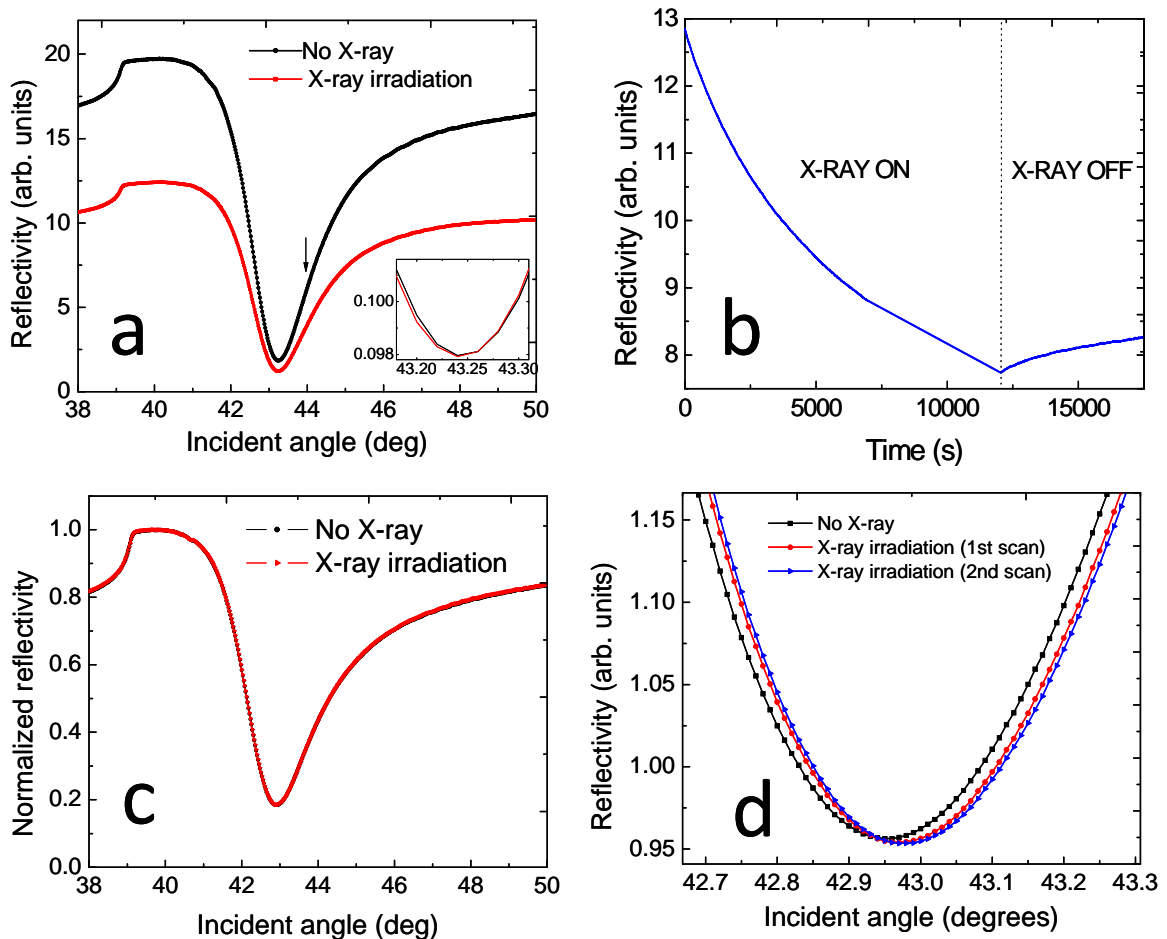 Reflectivity (arb. units)
20
15
10
5
0
No X-ray
X-ray irradiation
a
0.100
0.098
43.20
43.25
43.30
38
40
42
44
46
48
50
Incident angle (deg)
Reflectivity (arb. units)
13
12
11
10
9
8
X-RAY ON
X-RAY OFF
b
0
5000
10000
15000
Time (s)
Normalized reflectivity
1.0
0.8
0.6
0.4
0.2
0.0
No X-ray
X-ray irradiation
c
38
40
42
44
46
48
50
Incident angle (deg)
Reflectivity (arb. units)
1.15
1.10
1.05
1.00
0.95
No X-ray
X-ray irradiation (1st scan)
X-ray irradiation (2nd scan)
d
42.7
42.8
42.9
43.0
43.1
43.2
43.3
Incident angle (degrees)